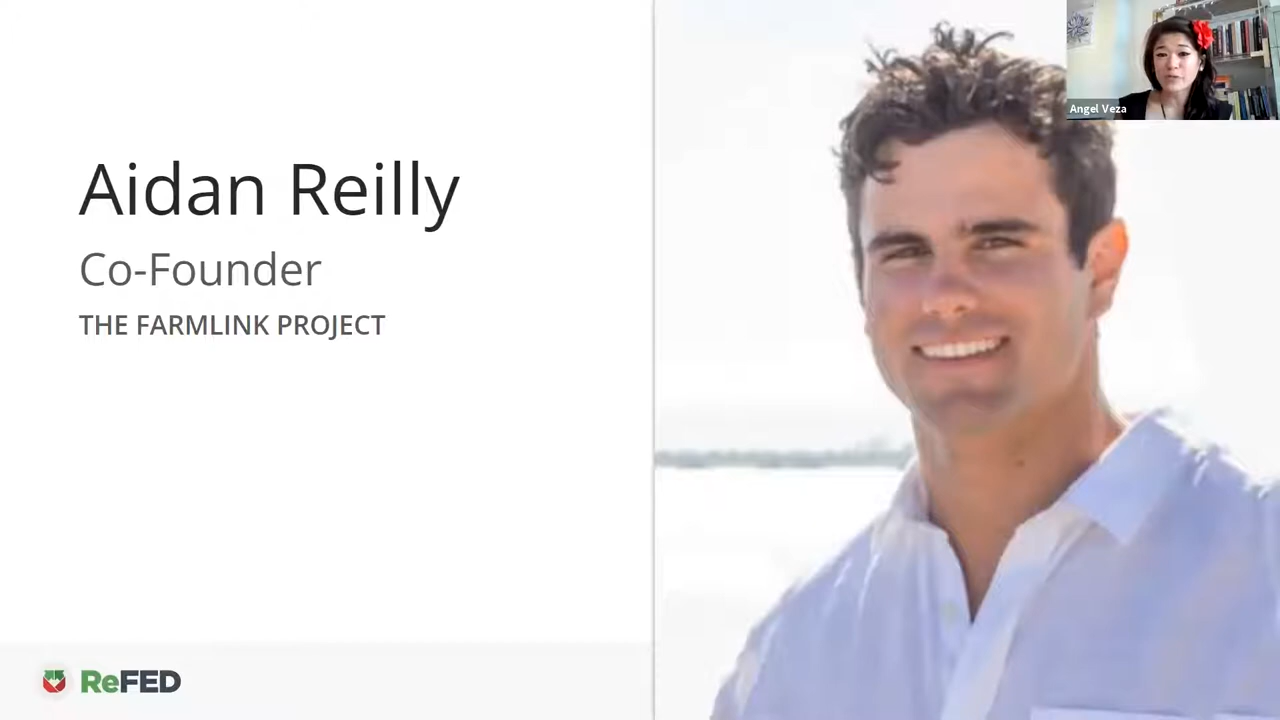 Angel Veza
Aidan Reilly
Co-Founder
THE FARMLINK PROJECT
ReFED